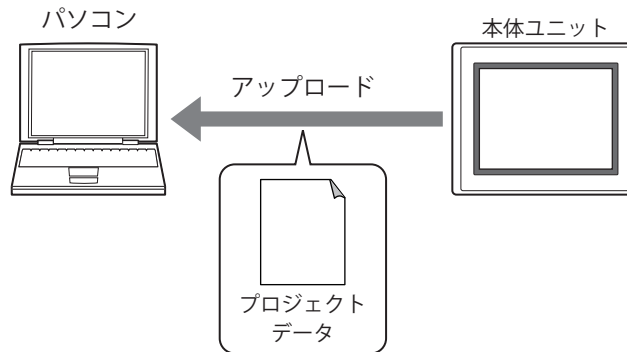 パソコン
本体ユニット
アップロード
プロジェクト
データ